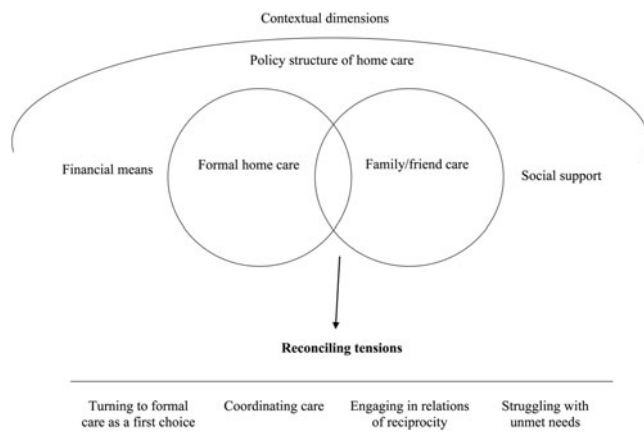 Contextual dimensions
Policy structure of home care
Financial means
Formal home care
Family/friend care
Social support
Reconciling tensions
Turning to formal
care as a first choice
Coordinating care
Engaging in relations
of reciprocity
Struggling with
unmet needs